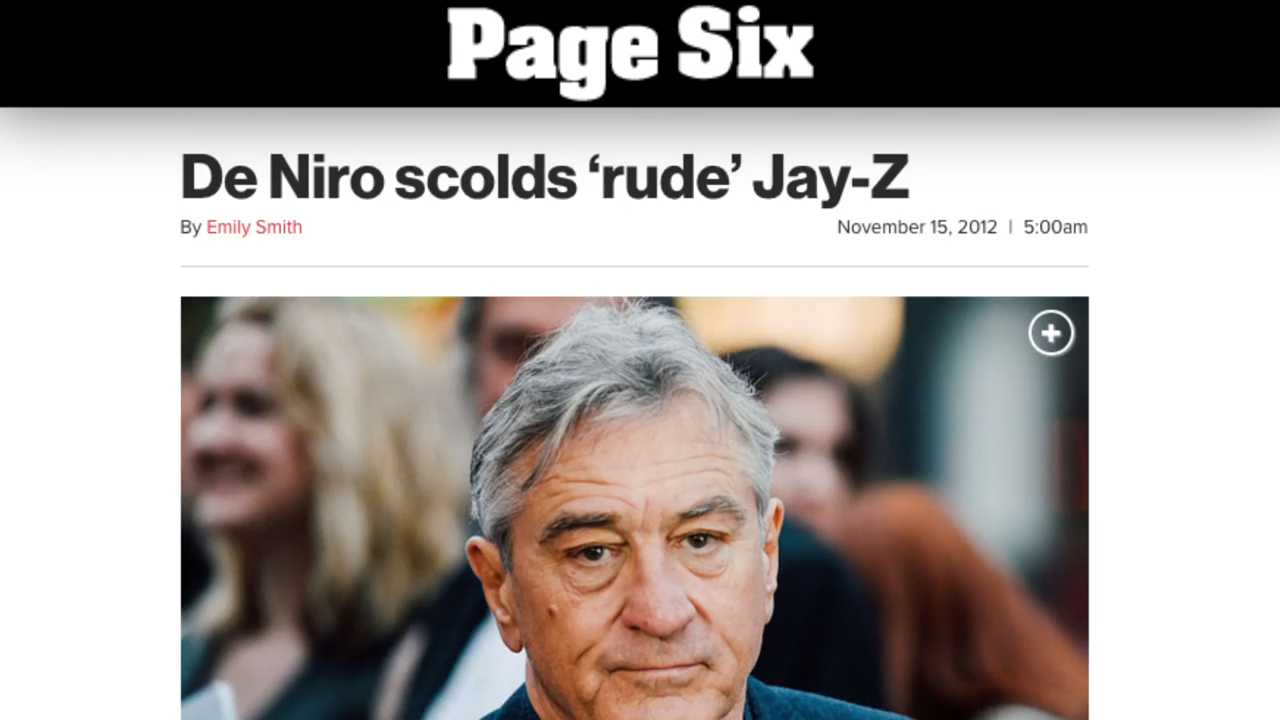 Page Six
De Niro scolds ‘rude’ Jay-Z
By Emily Smith
November 15, 2012 | 5:00am